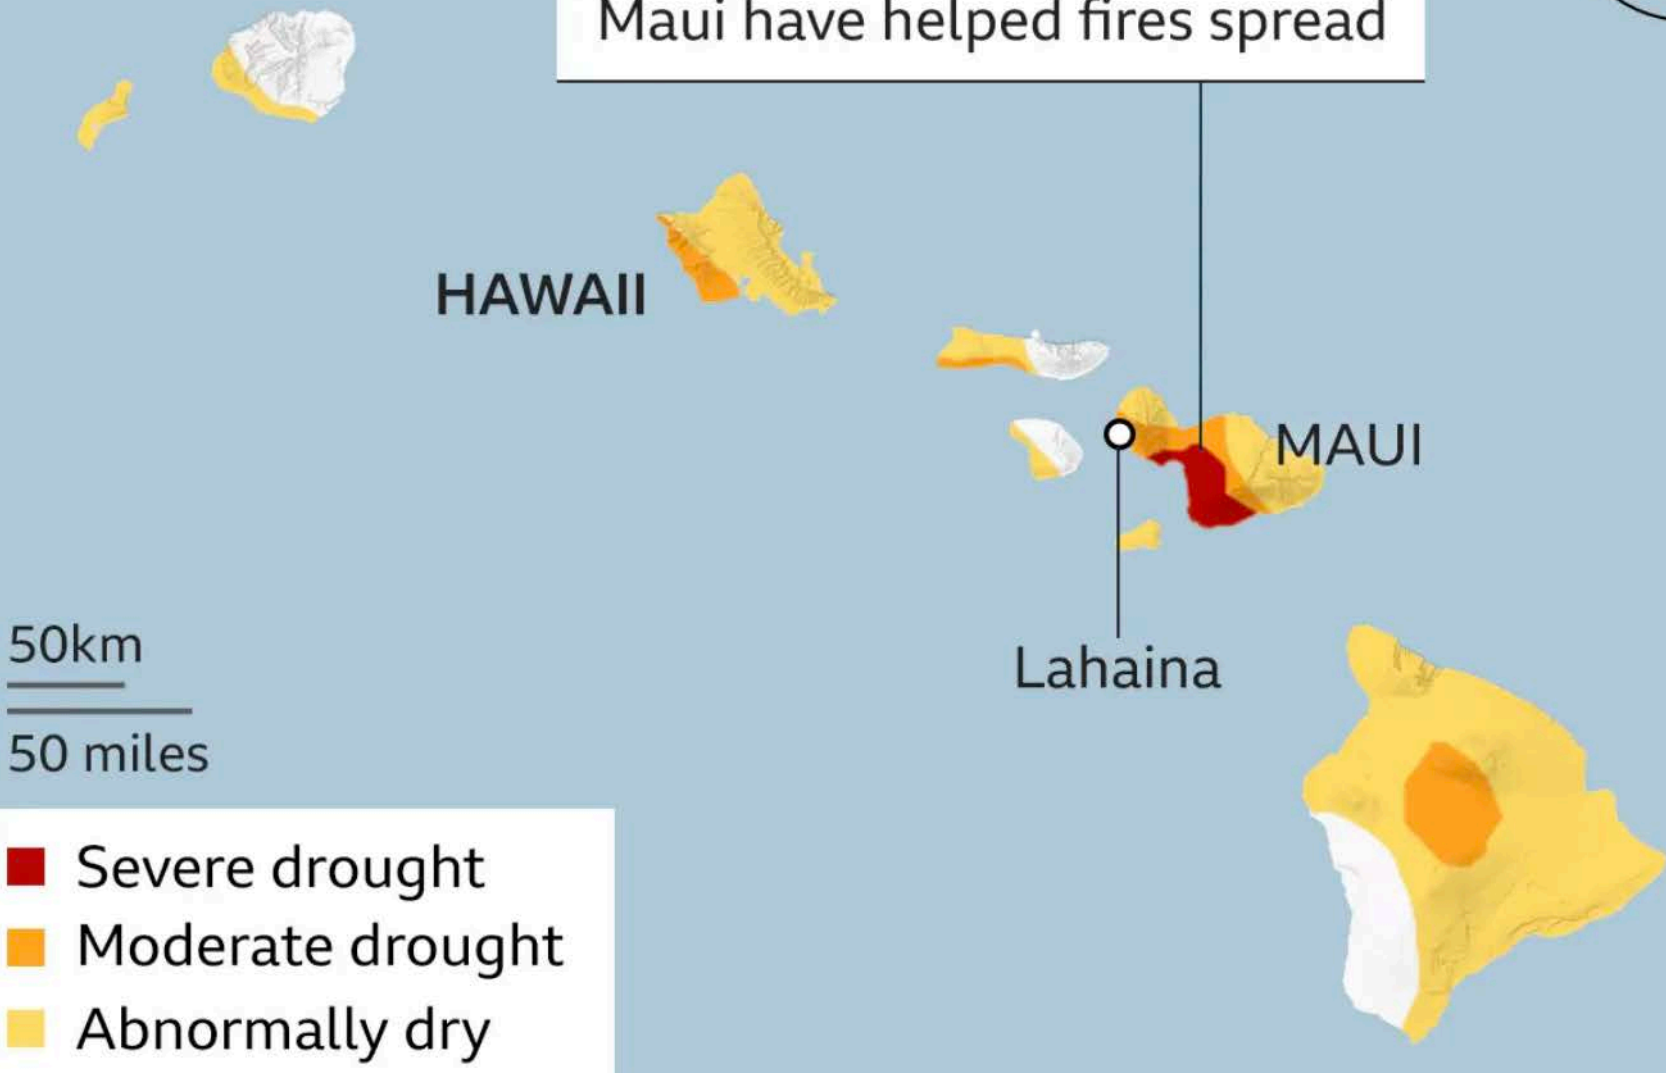 Maui have helped fires spread
HAWAII
MAUI
Lahaina
50km
50 miles
Severe drought
Moderate drought
Abnormally dry